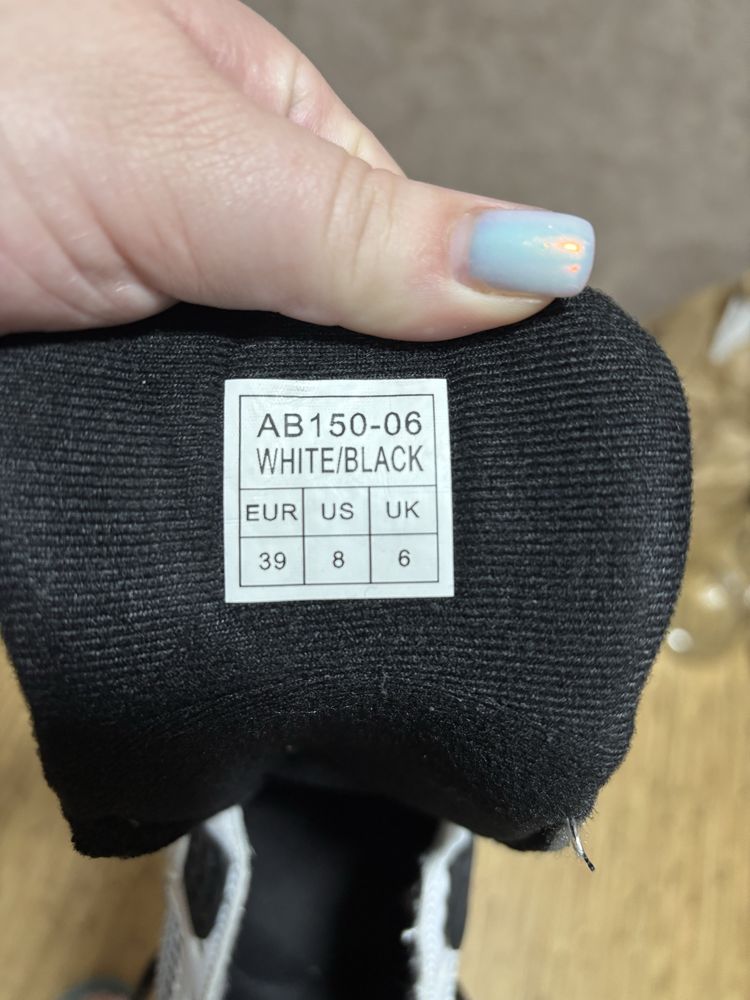 AB150-06
WHITE/BLACK
EUR US UK
39 8 6